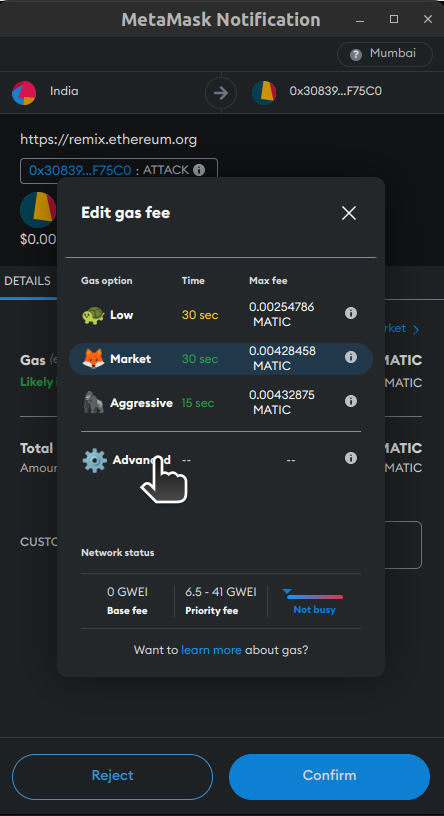 MetaMask Notification
Mumbai
India
0x30839...F75C0
https://remix.ethereum.org
0x30839...F75C0 : ATTACK
$0.00
DETAILS
Edit gas fee
Gas option Time Max fee
Low 30 sec 0.00254786 MATIC
Market 30 sec 0.00428458 MATIC
Aggressive 15 sec 0.00432875 MATIC
Advanced -- --
Network status
0 GWEI 6.5 - 41 GWEI
Base fee Priority fee Not busy
Want to learn more about gas?
rket >
Gas (e MATIC
Likely i MATIC
Total MATIC
Amour MATIC
CUSTO
Reject Confirm